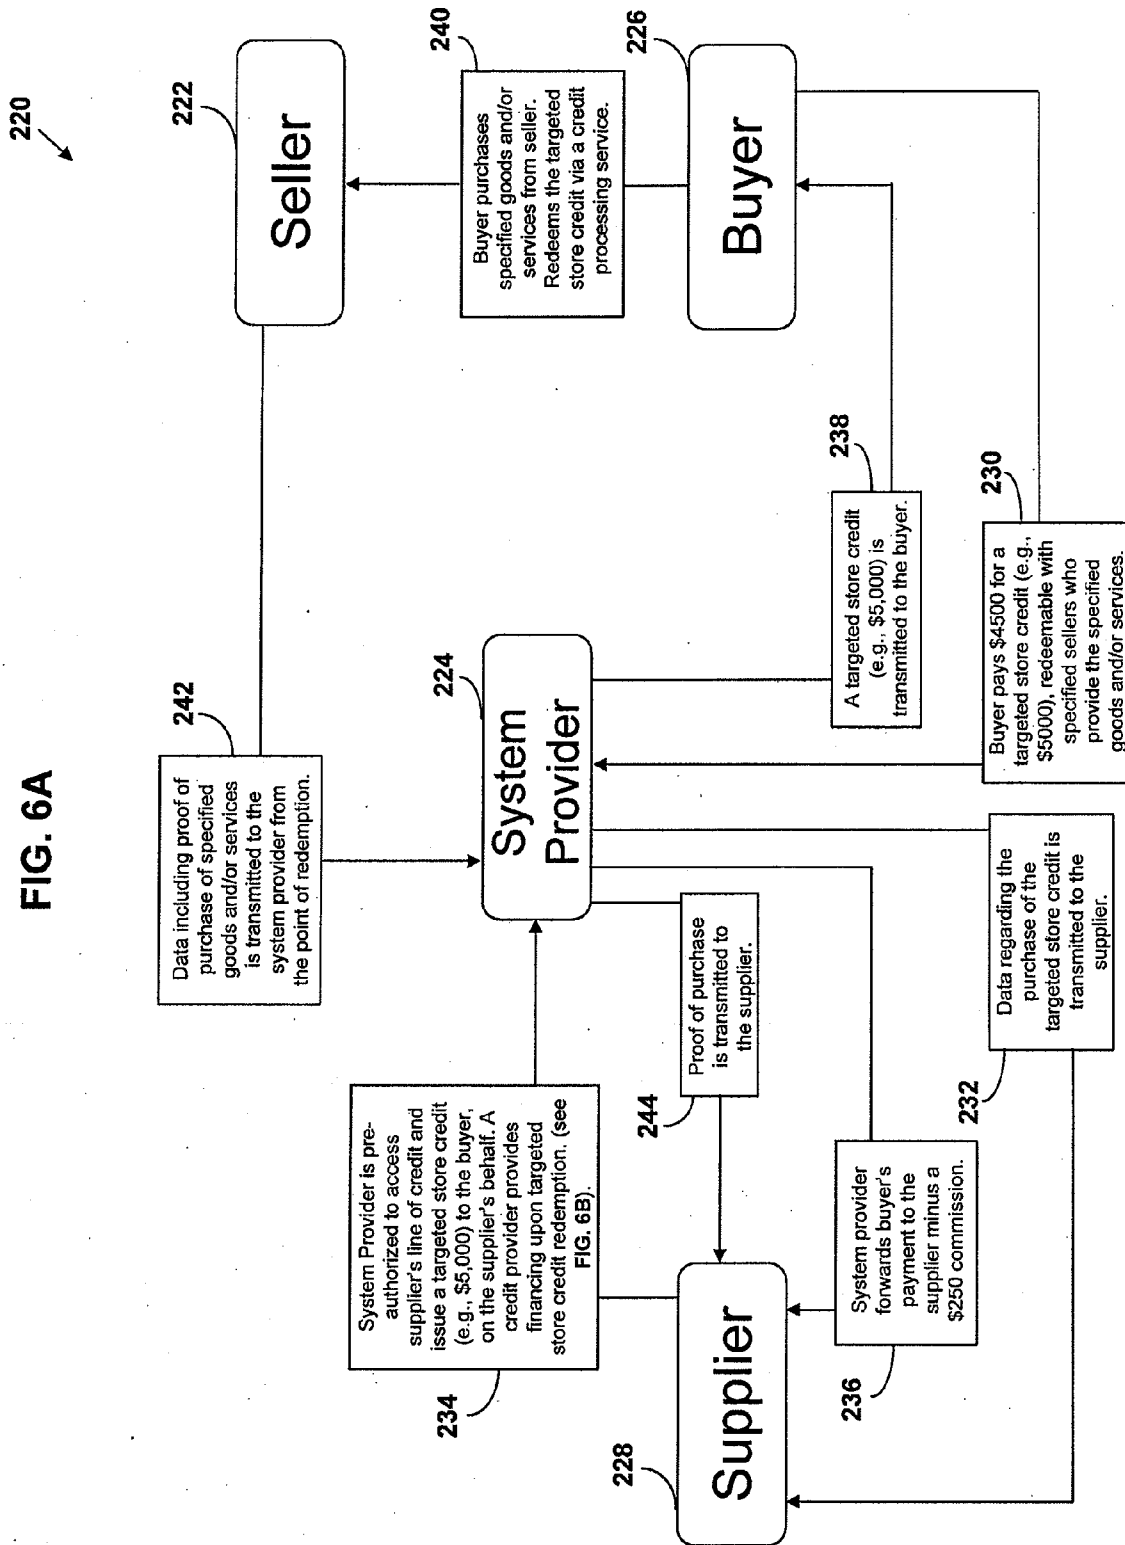 FIG. 6A
220
222
Seller
240
Buyer purchases
specified goods and/or
services from seller.
Redeems the targeted
store credit via a credit
processing service.
226
Buyer
242
Data including proof of
purchase of specified
goods and/or services
is transmitted to the
system provider from
the point of redemption.
224
System
Provider
238
A targeted store credit
(e.g., $5,000) is
transmitted to the buyer.
230
Buyer pays $4500 for a
targeted store credit (e.g.,
$5000), redeemable with
specified sellers who
provide the specified
goods and/or services.
234
System Provider is pre-
authorized to access
supplier's line of credit and
issue a targeted store credit
(e.g., $5,000) to the buyer,
on the supplier's behalf. A
credit provider provides
financing upon targeted
store credit redemption. (see
FIG. 6B).
244
Proof of purchase
is transmitted to
the supplier.
232
Data regarding the
purchase of the
targeted store credit is
transmitted to the
supplier.
228
Supplier
236
System provider
forwards buyer's
payment to the
supplier minus a
$250 commission.